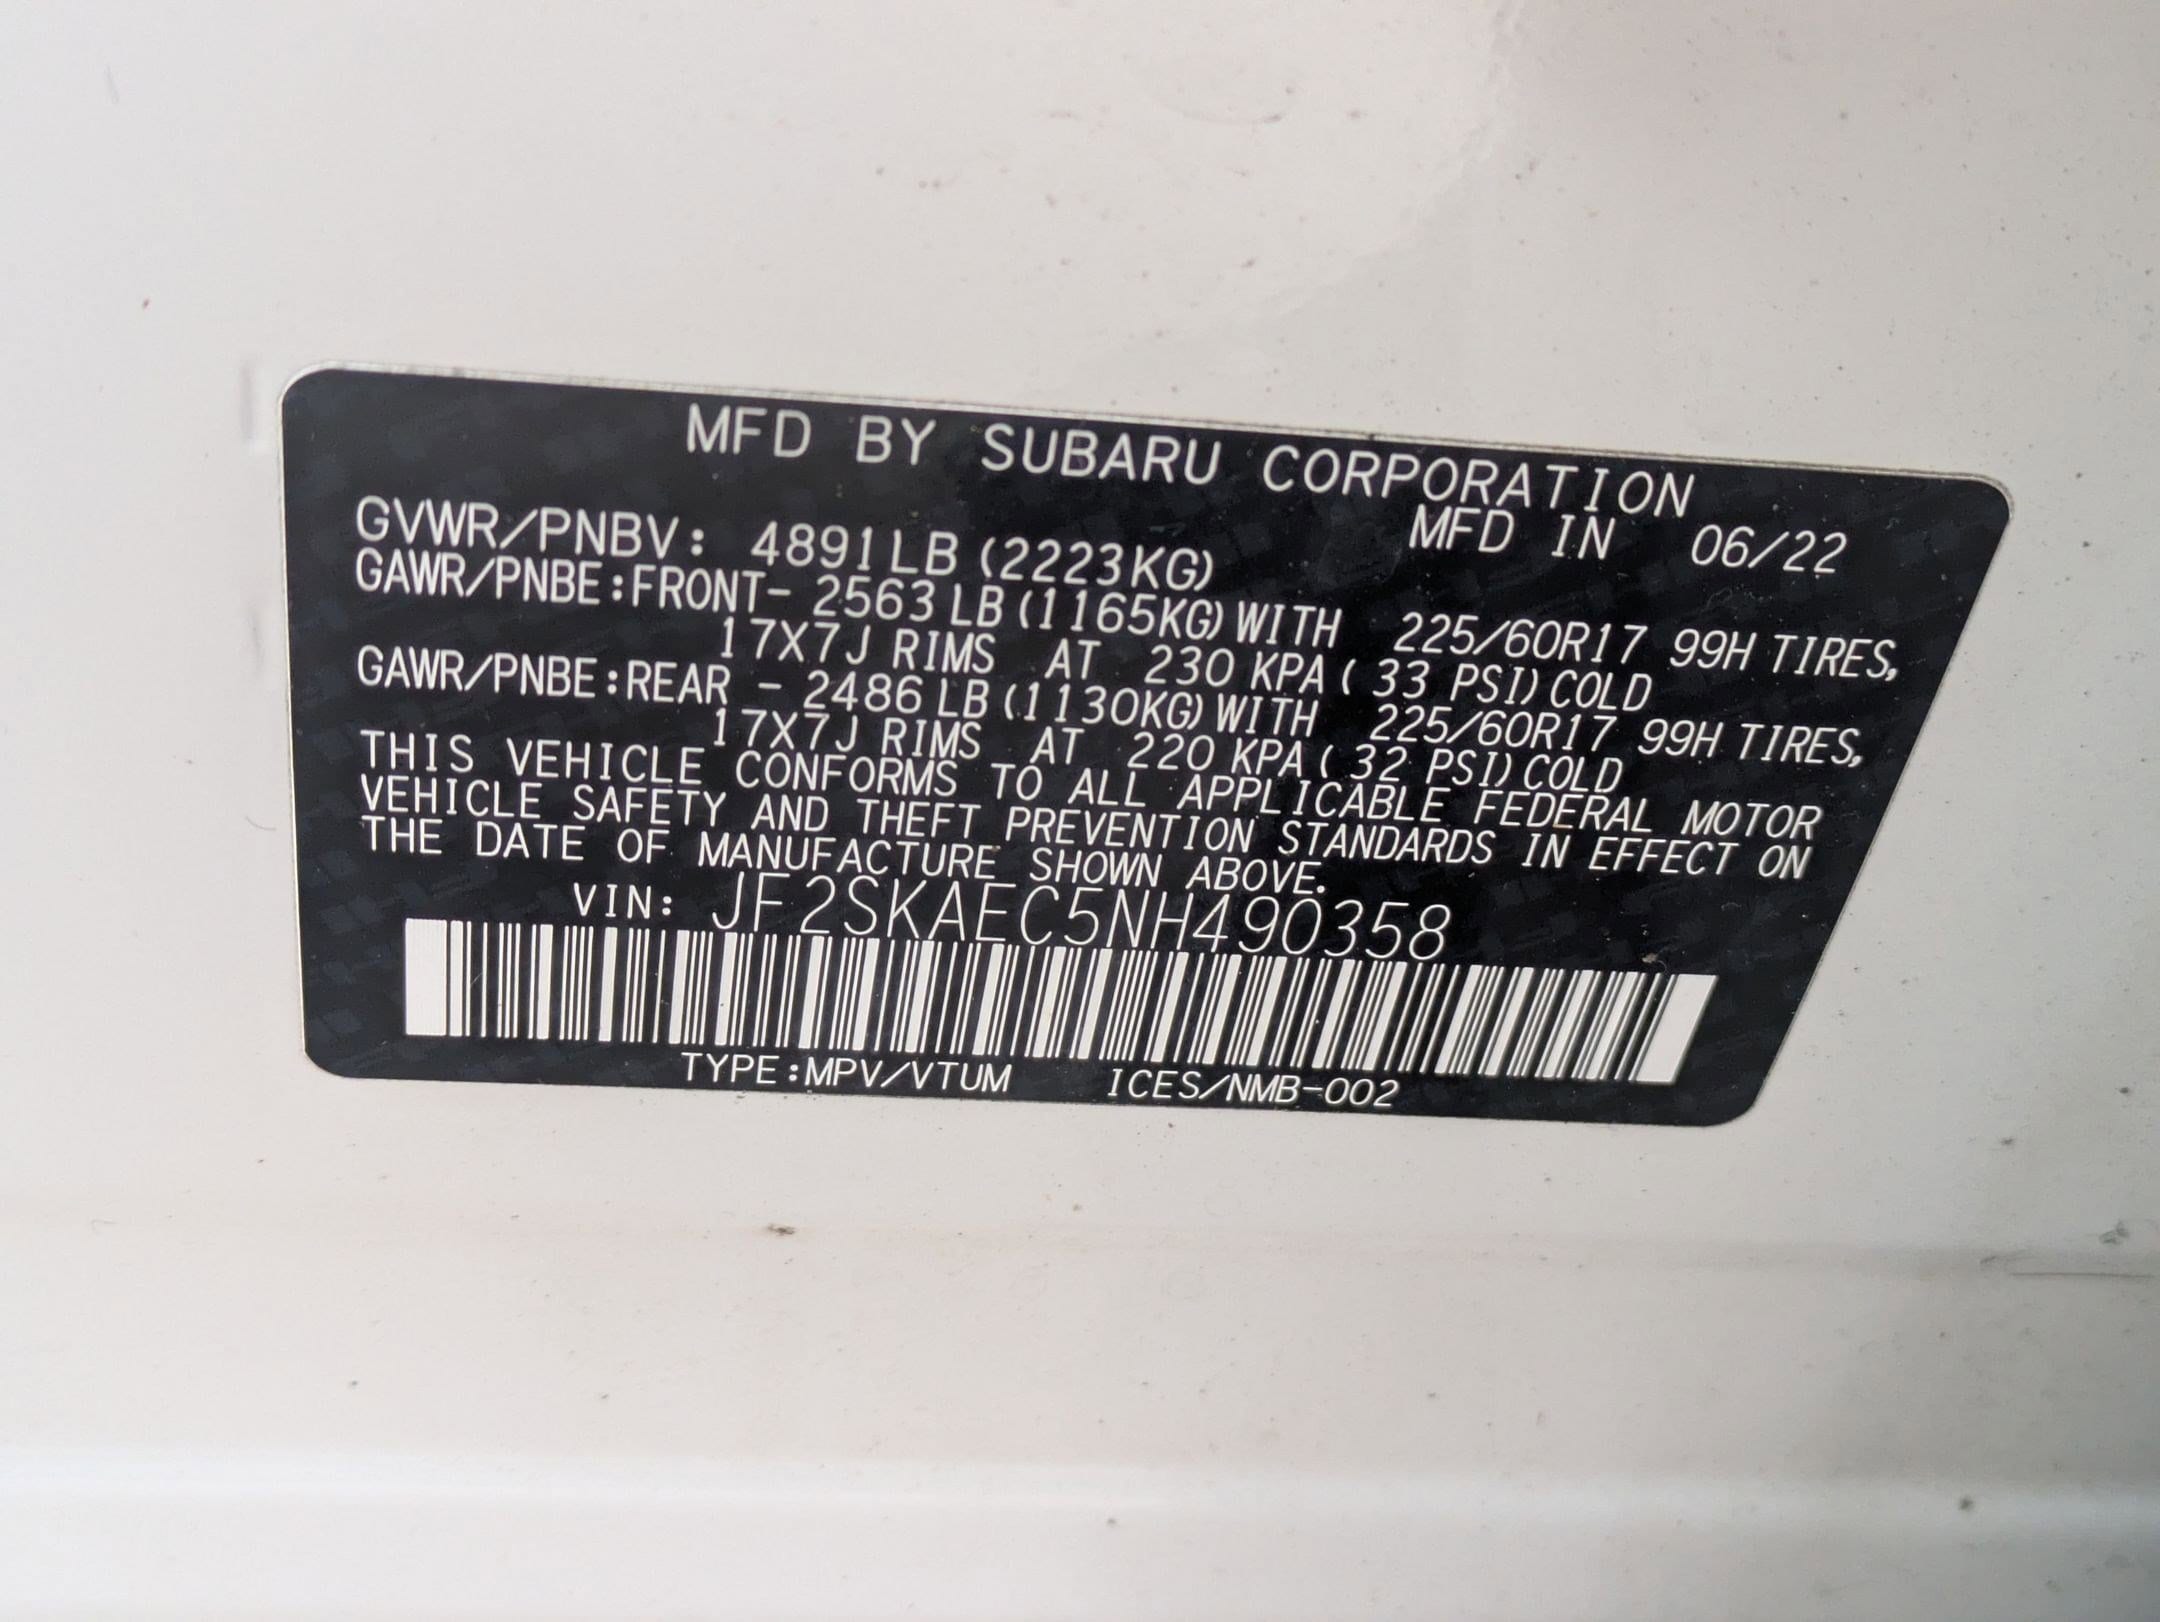 MFD BY SUBARU CORPORATION
MFD IN 06/22
GVWR/PNBV: 4891LB (2223KG)
GAWR/PNBE:FRONT- 2563 LB (1165KG) WITH 225/60R17 99H TIRES,
17X7J RIMS AT 230 KPA ( 33 PSI) COLD
GAWR/PNBE:REAR - 2486 LB (1130KG) WITH 225/60R17 99H TIRES,
17X7J RIMS AT 220 KPA ( 32 PSI) COLD
THIS VEHICLE CONFORMS TO ALL APPLICABLE FEDERAL MOTOR
VEHICLE SAFETY AND THEFT PREVENTION STANDARDS IN EFFECT ON
THE DATE OF MANUFACTURE SHOWN ABOVE.
VIN: JF2SKAEC5NH490358
TYPE:MPV/VTUM ICES/NMB-002